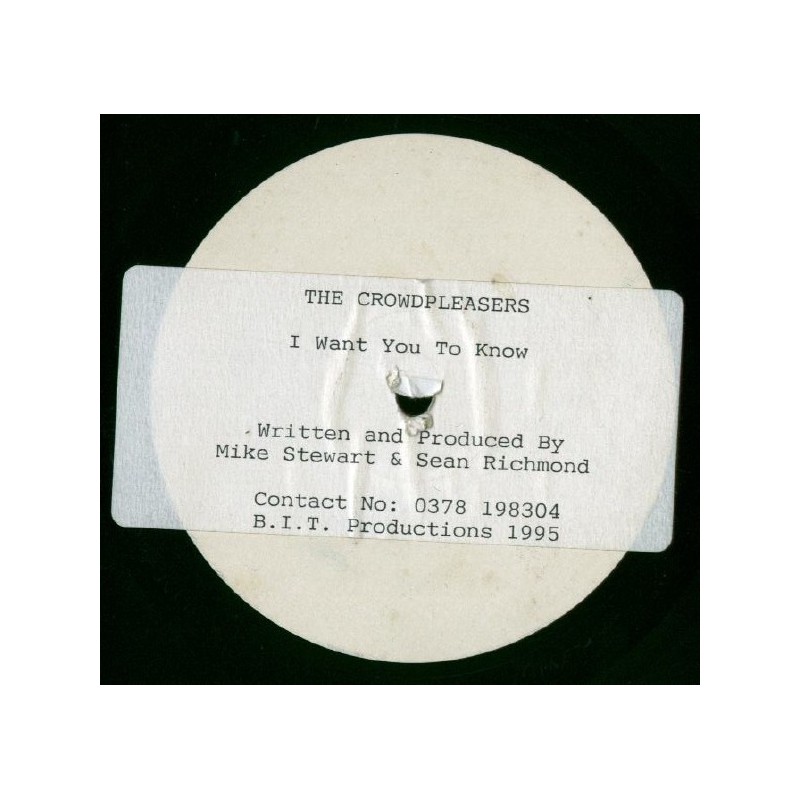 THE CROWDPLEASERS
I Want You To Know
Written and Produced By
Mike Stewart & Sean Richmond
Contact No: 0378 198304
B.I.T. Productions 1995